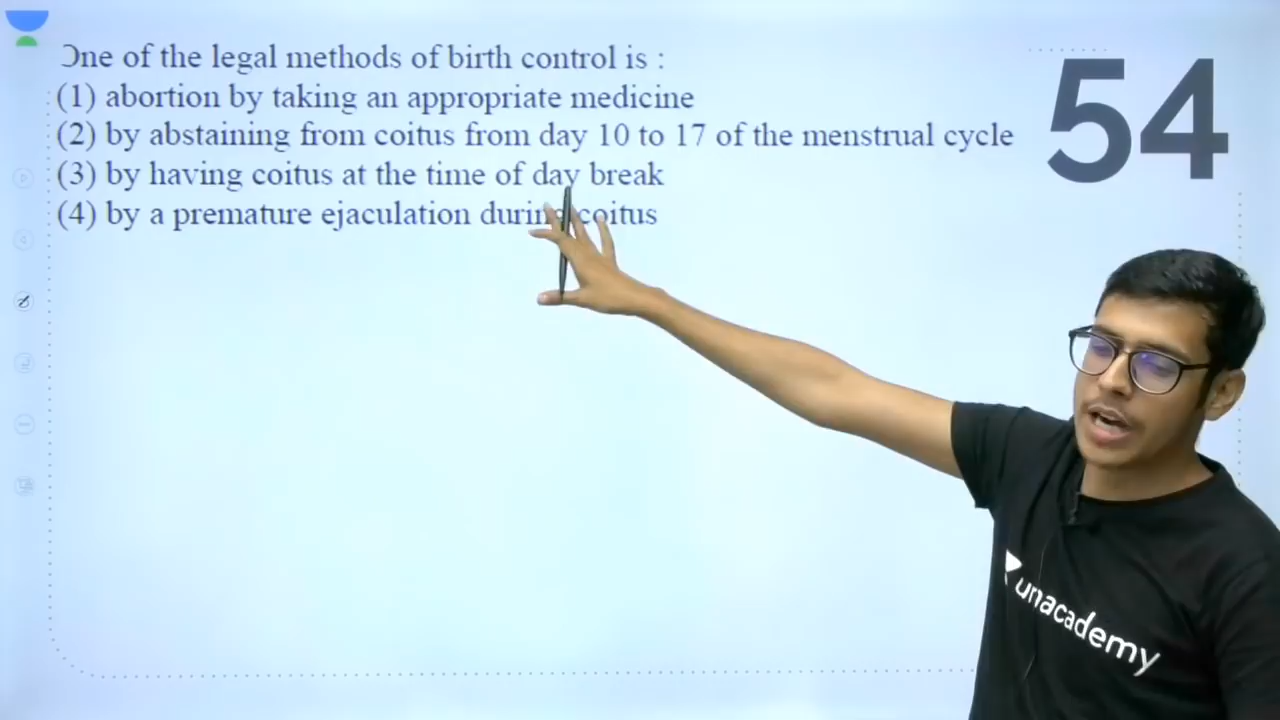 One of the legal methods of birth control is :
(1) abortion by taking an appropriate medicine
(2) by abstaining from coitus from day 10 to 17 of the menstrual cycle
(3) by having coitus at the time of day break
(4) by a premature ejaculation during coitus
54
unacademy